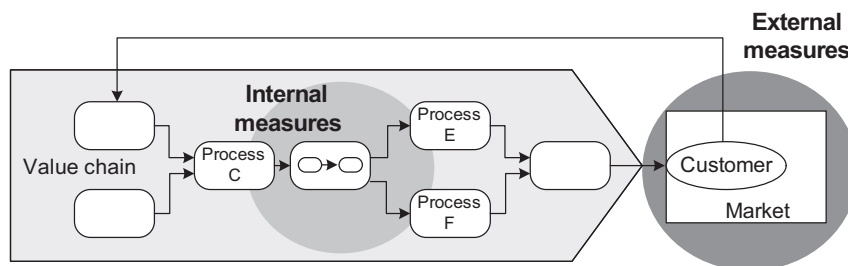 External
measures
Internal
measures
Process
E
Value chain
Process
C
Customer
Process
F
Market